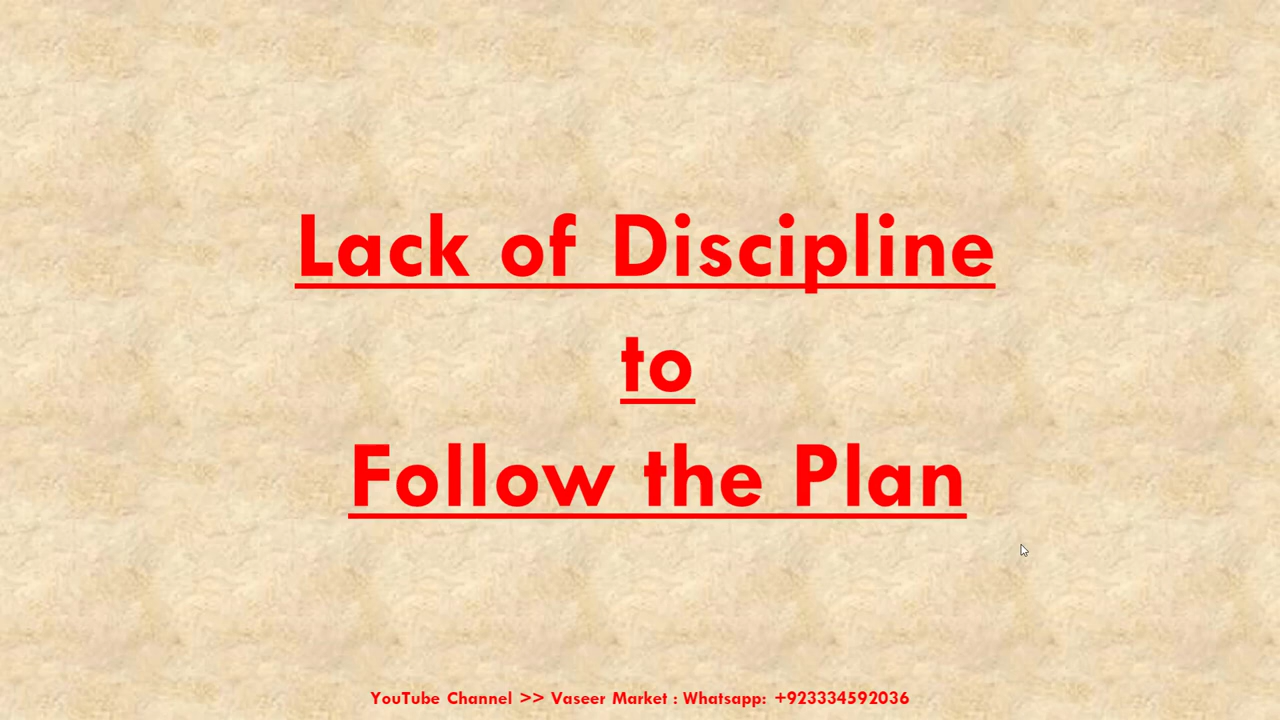 Lack of Discipline
to
Follow the Plan
YouTube Channel >> Vaseer Market : Whatsapp: +923334592036